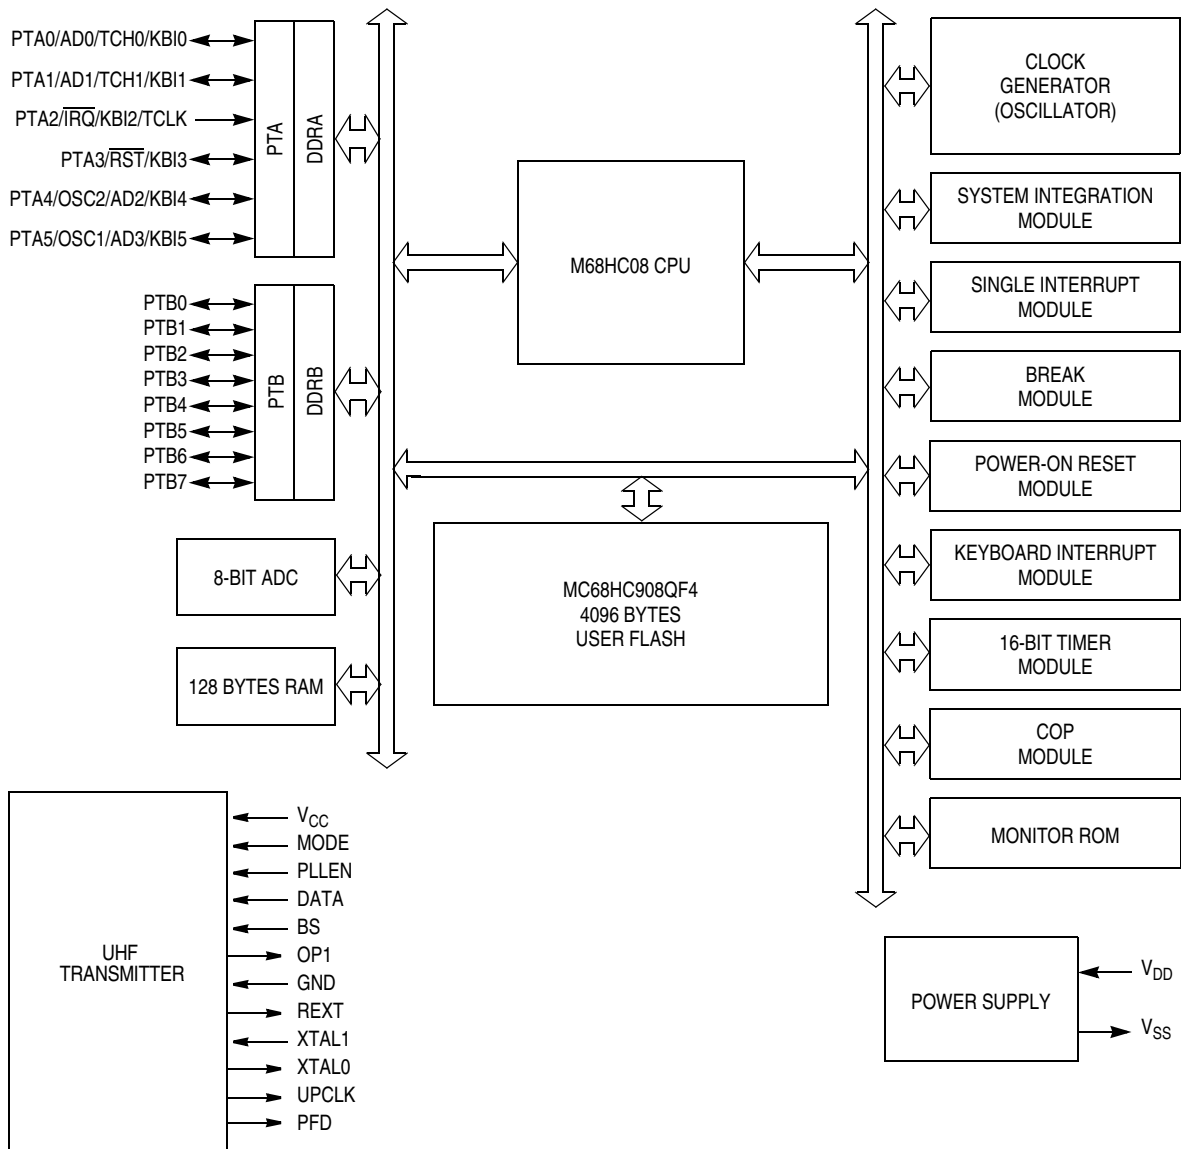 PTA0/AD0/TCH0/KBI0
PTA1/AD1/TCH1/KBI1
PTA2/IRQ/KBI2/TCLK
PTA3/RST/KBI3
PTA4/OSC2/AD2/KBI4
PTA5/OSC1/AD3/KBI5
PTA
DDRA
PTB0
PTB1
PTB2
PTB3
PTB4
PTB5
PTB6
PTB7
PTB
DDRB
8-BIT ADC
128 BYTES RAM
M68HC08 CPU
MC68HC908QF4
4096 BYTES
USER FLASH
CLOCK
GENERATOR
(OSCILLATOR)
SYSTEM INTEGRATION
MODULE
SINGLE INTERRUPT
MODULE
BREAK
MODULE
POWER-ON RESET
MODULE
KEYBOARD INTERRUPT
MODULE
16-BIT TIMER
MODULE
COP
MODULE
MONITOR ROM
UHF
TRANSMITTER
VCC
MODE
PLLEN
DATA
BS
OP1
GND
REXT
XTAL1
XTAL0
UPCLK
PFD
POWER SUPPLY
VDD
VSS